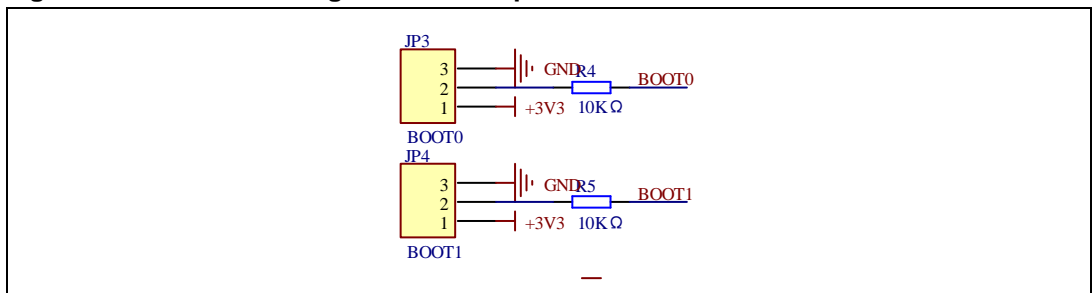 JP3
3
GND
R4
BOOT0
2
1
+3V3
10KΩ
BOOT0
JP4
3
GND
R5
BOOT1
2
1
+3V3
10KΩ
BOOT1